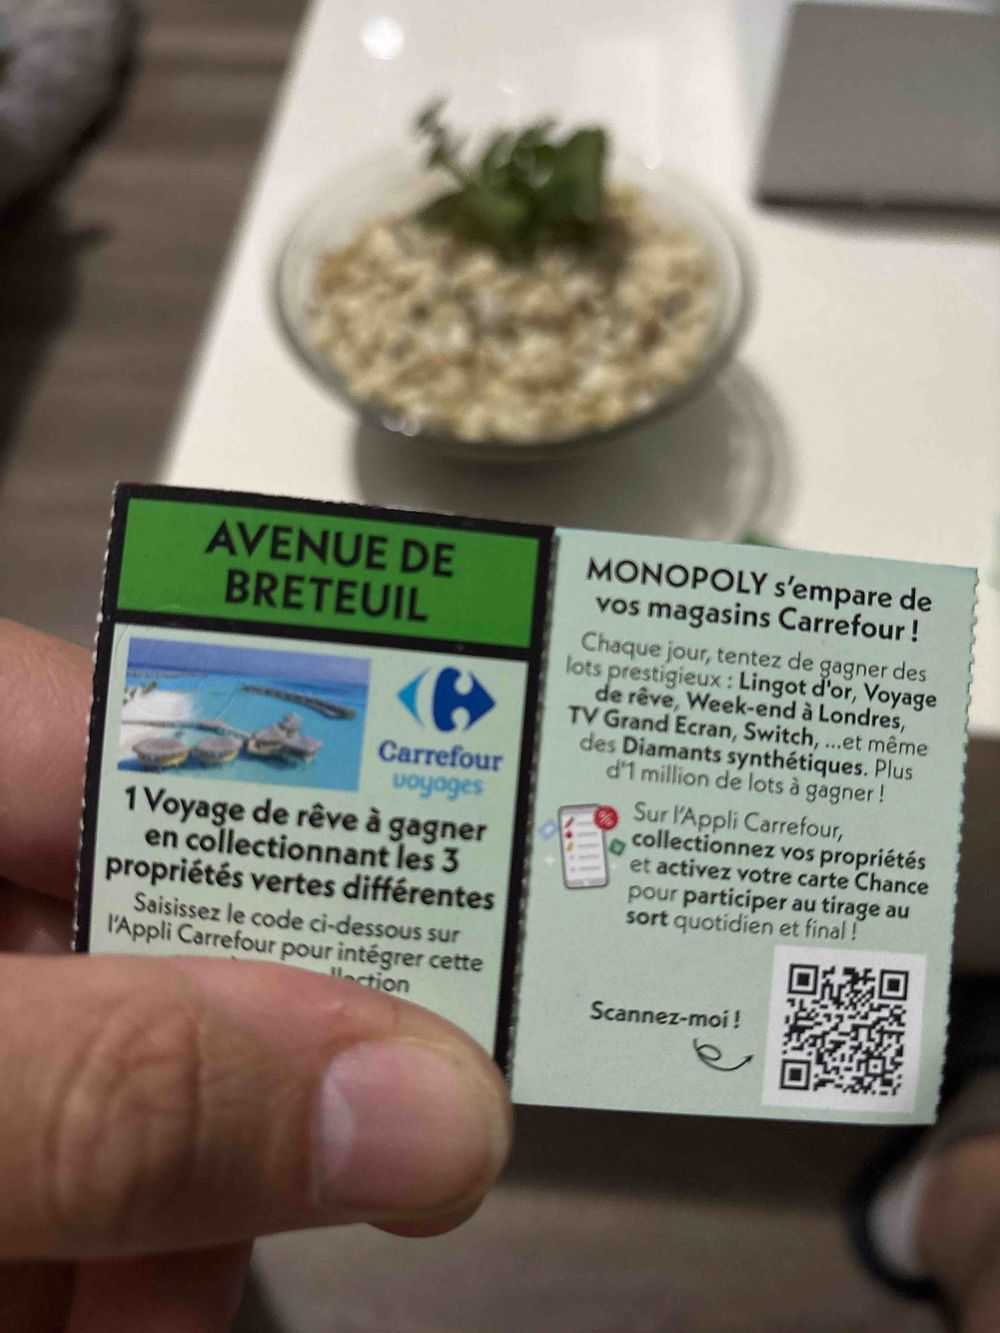 AVENUE DE
BRETEUIL
Carrefour
voyages
1 Voyage de rêve à gagner
en collectionnant les 3
propriétés vertes différentes
Saisissez le code ci-dessous sur
l'Appli Carrefour pour intégrer cette
MONOPOLY s'empare de
vos magasins Carrefour !
Chaque jour, tentez de gagner des
lots prestigieux : Lingot d'or, Voyage
de rêve, Week-end à Londres,
TV Grand Ecran, Switch, ...et même
des Diamants synthétiques. Plus
d'1 million de lots à gagner !
%
Sur l'Appli Carrefour,
collectionnez vos propriétés
et activez votre carte Chance
pour participer au tirage au
sort quotidien et final !
Scannez-moi !